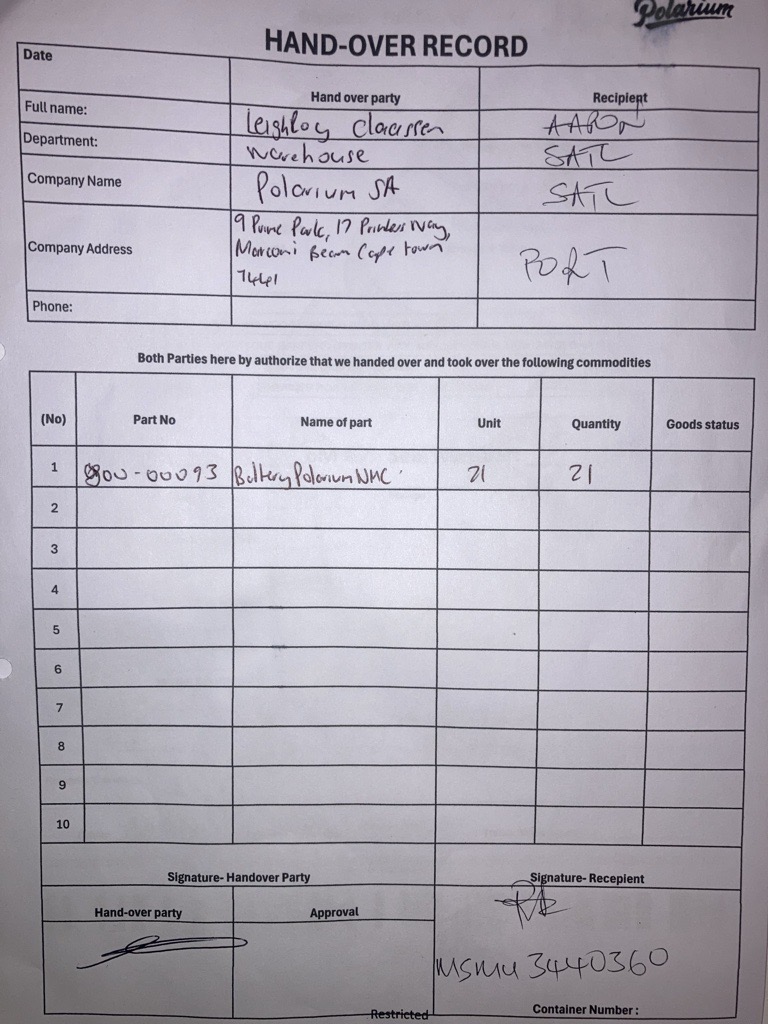 Polarium
HAND-OVER RECORD
Date
Hand over party Recipient
Full name: Leighloy Claassen AARON
Department: warehouse SATL
Company Name Polarium SA SATL
Company Address 9 Prime Park, 17 Printers Way, Marconi Beam Cape town 7441 PORT
Phone:
Both Parties here by authorize that we handed over and took over the following commodities
(No) Part No Name of part Unit Quantity Goods status
1 -00093 Battery Polarium NMC 21 21
2
3
4
5
6
7
8
9
10
Signature- Handover Party Signature- Recepient
Hand-over party Approval
MSMU 3440360
Restricted Container Number :